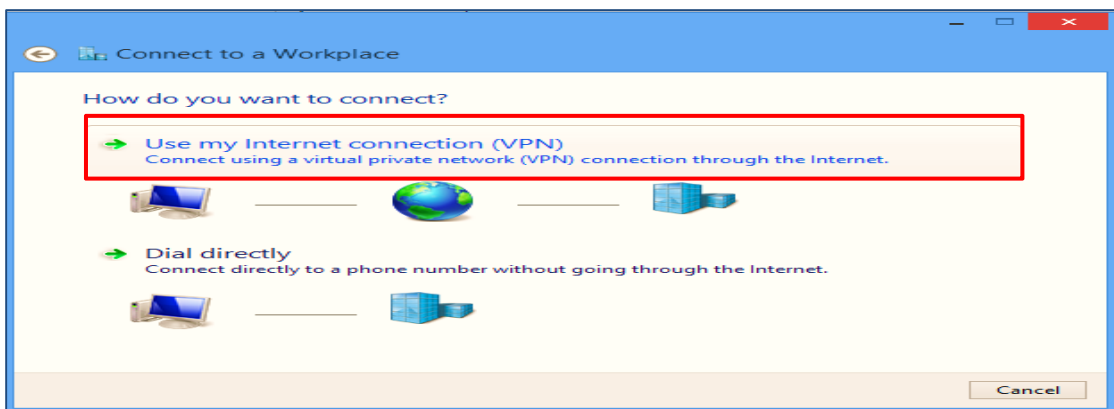 Connect to a Workplace
How do you want to connect?
Use my Internet connection (VPN)
Connect using a virtual private network (VPN) connection through the Internet.
Dial directly
Connect directly to a phone number without going through the Internet.
Cancel